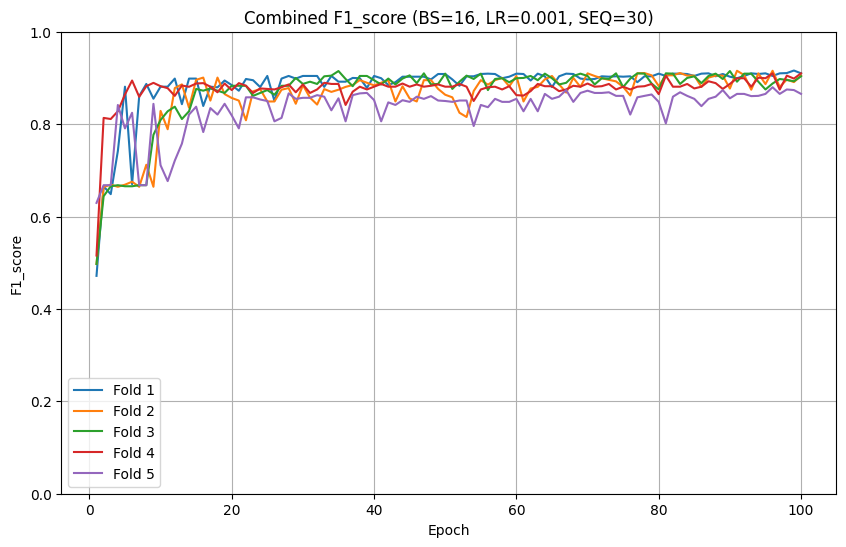 Combined F1_score (BS=16, LR=0.001, SEQ=30)
1.0
0.8
0.6
0.4
0.2
0.0
F1_score
Fold 1
Fold 2
Fold 3
Fold 4
Fold 5
0 20 40 60 80 100
Epoch